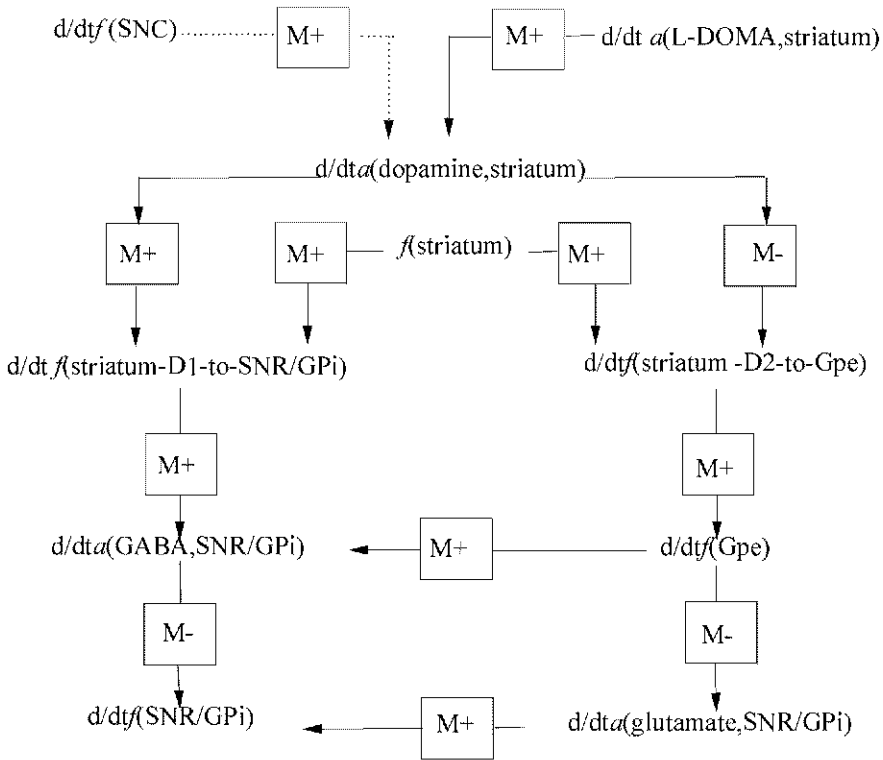 d/dtf(SNC)
M+
M+
d/dt a(L-DOMA,striatum)
d/dta(dopamine,striatum)
M+
M+
f(striatum)
M+
M-
d/dt f(striatum-D1-to-SNR/GPi)
d/dtf(striatum -D2-to-Gpe)
M+
M+
d/dta(GABA,SNR/GPi)
M+
d/dtf(Gpe)
M-
M-
d/dtf(SNR/GPi)
M+
d/dta(glutamate,SNR/GPi)